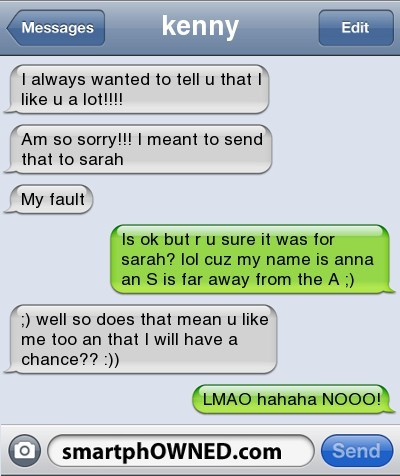 Messages
kenny
Edit
I always wanted to tell u that I
like u a lot!!!!
Am so sorry!!! I meant to send
that to sarah
My fault
Is ok but r u sure it was for
sarah? lol cuz my name is anna
an S is far away from the A ;)
;) well so does that mean u like
me too an that I will have a
chance?? :))
LMAO hahaha NOOO!
smartphOWNED.com
Send